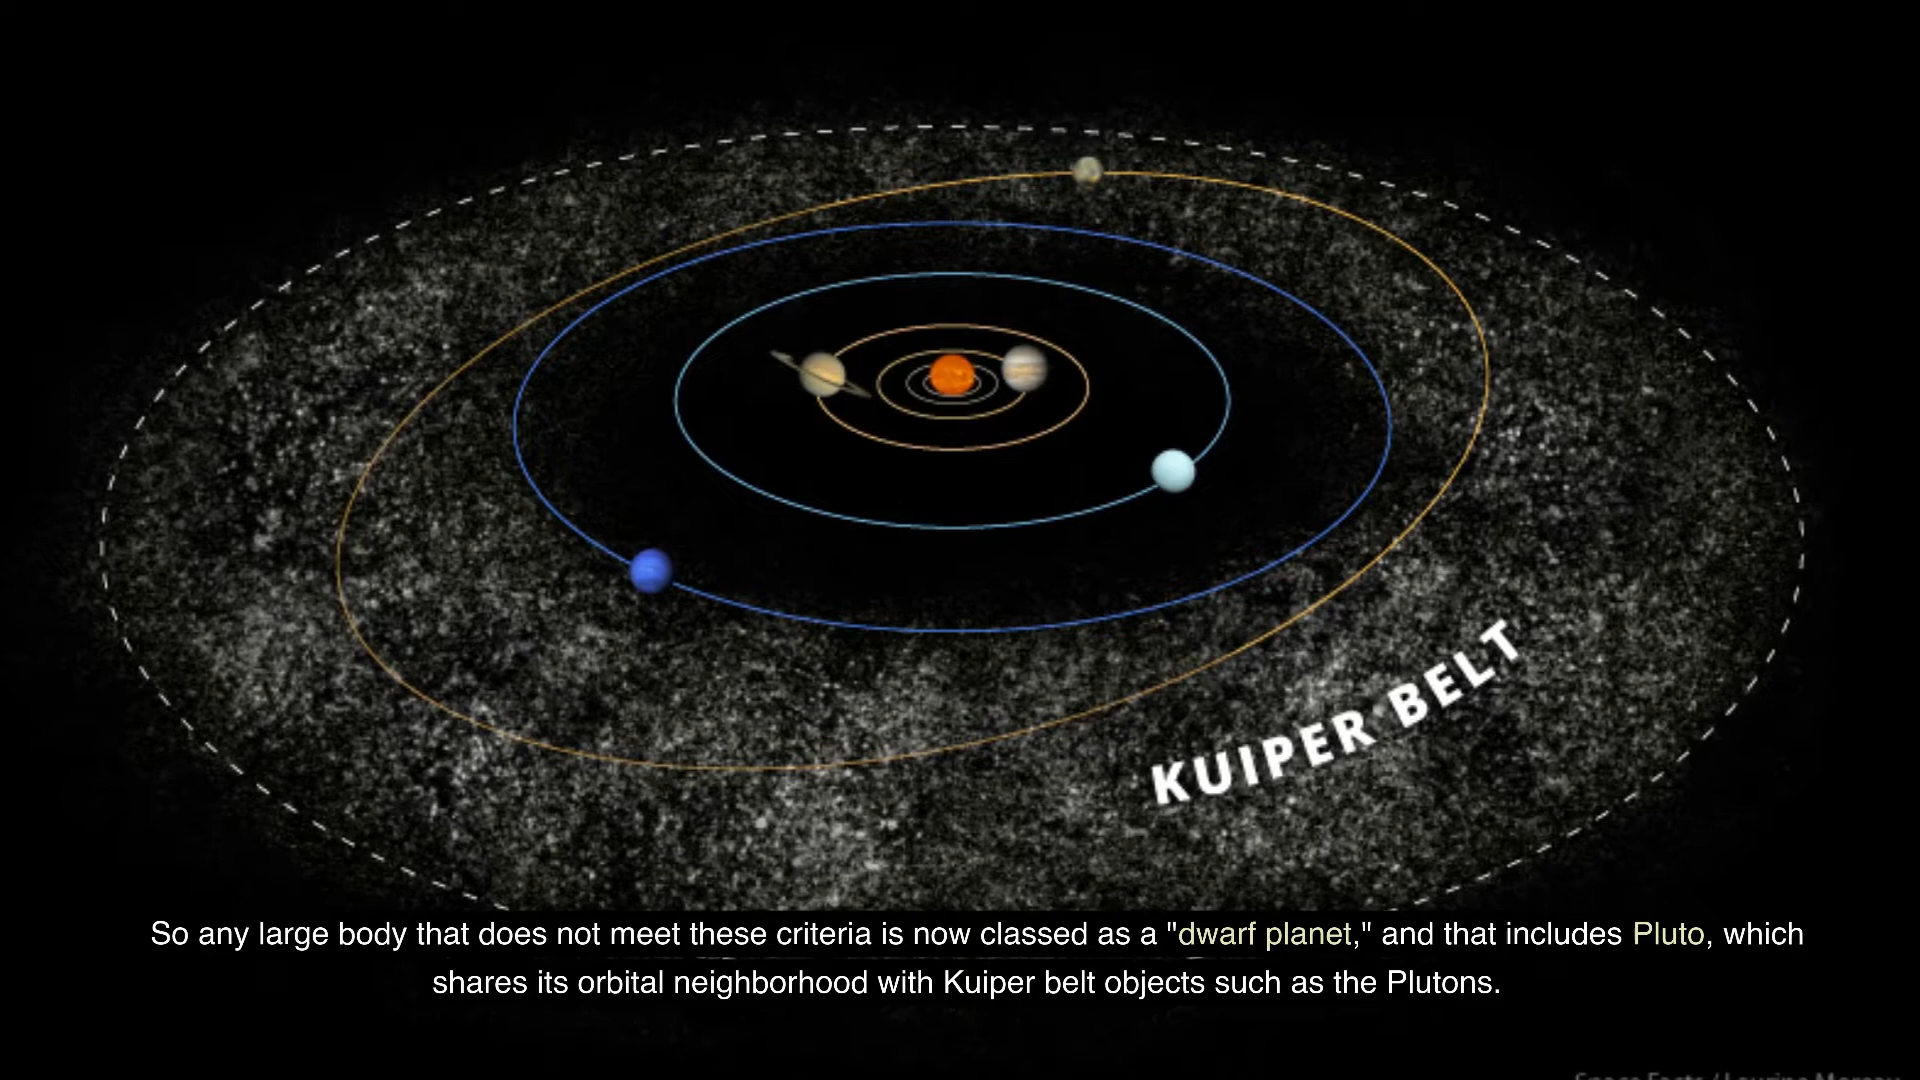 KUIPER BELT
So any large body that does not meet these criteria is now classed as a "dwarf planet," and that includes Pluto, which
shares its orbital neighborhood with Kuiper belt objects such as the Plutons.